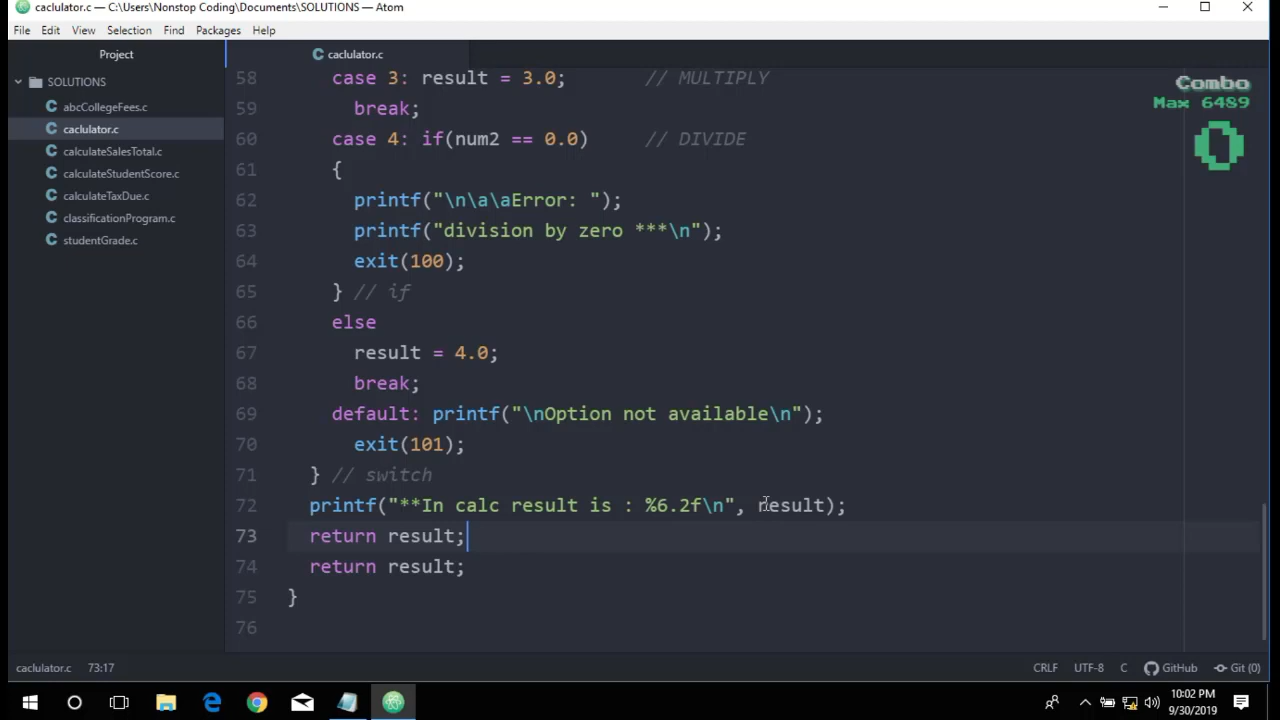 caclulator.c — C:\Users\Nonstop Coding\Documents\SOLUTIONS — Atom
File Edit View Selection Find Packages Help
Project
SOLUTIONS
abcCollegeFees.c
caclulator.c
calculateSalesTotal.c
calculateStudentScore.c
calculateTaxDue.c
classificationProgram.c
studentGrade.c
caclulator.c
58 case 3: result = 3.0; // MULTIPLY
59 break;
60 case 4: if(num2 == 0.0) // DIVIDE
61 {
62 printf("\n\a\aError: ");
63 printf("division by zero ***\n");
64 exit(100);
65 } // if
66 else
67 result = 4.0;
68 break;
69 default: printf("\nOption not available\n");
70 exit(101);
71 } // switch
72 printf("**In calc result is : %6.2f\n", result);
73 return result;
74 return result;
75 }
76
Combo
Max 6489
0
caclulator.c 73:17
CRLF UTF-8 C GitHub Git (0)
10:02 PM
9/30/2019